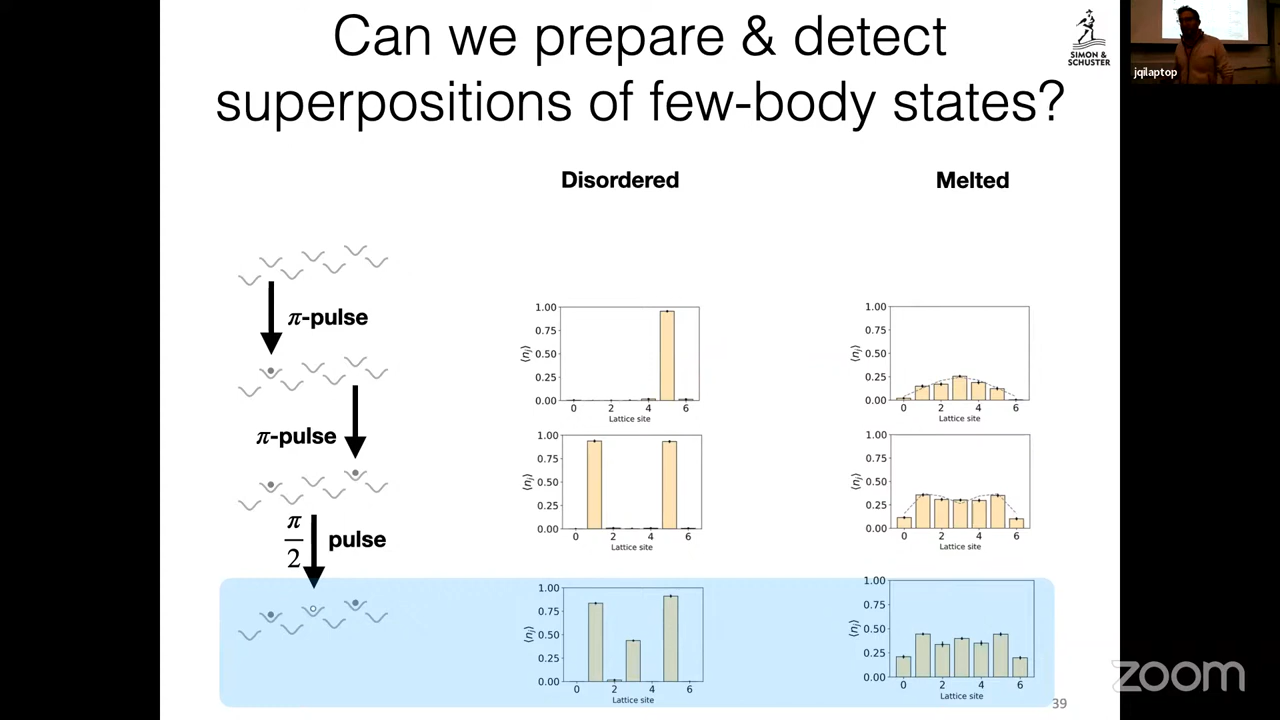 Can we prepare & detect
superpositions of few-body states?
SIMON &
SCHUSTER
jqilaptop
Disordered
Melted
π-pulse
π-pulse
π/2 pulse
1.00
0.75
0.50
0.25
0.00
⟨n_j⟩
0 2 4 6
Lattice site
1.00
0.75
0.50
0.25
0.00
⟨n_j⟩
0 2 4 6
Lattice site
1.00
0.75
0.50
0.25
0.00
⟨n_j⟩
0 2 4 6
Lattice site
1.00
0.75
0.50
0.25
0.00
⟨n_j⟩
0 2 4 6
Lattice site
1.00
0.75
0.50
0.25
0.00
⟨n_j⟩
0 2 4 6
Lattice site
1.00
0.75
0.50
0.25
0.00
⟨n_j⟩
0 2 4 6
Lattice site
39
zoom